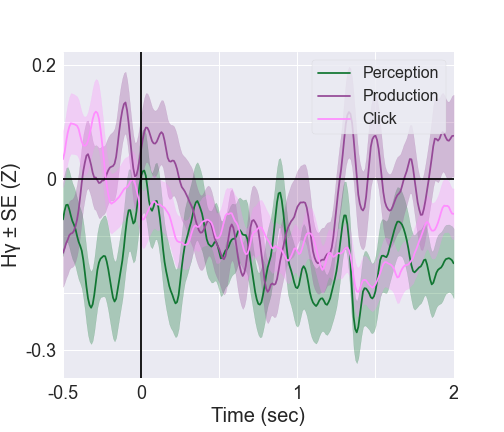 0.2
0
-0.3
Hγ ± SE (Z)
Perception
Production
Click
-0.5
0
1
2
Time (sec)